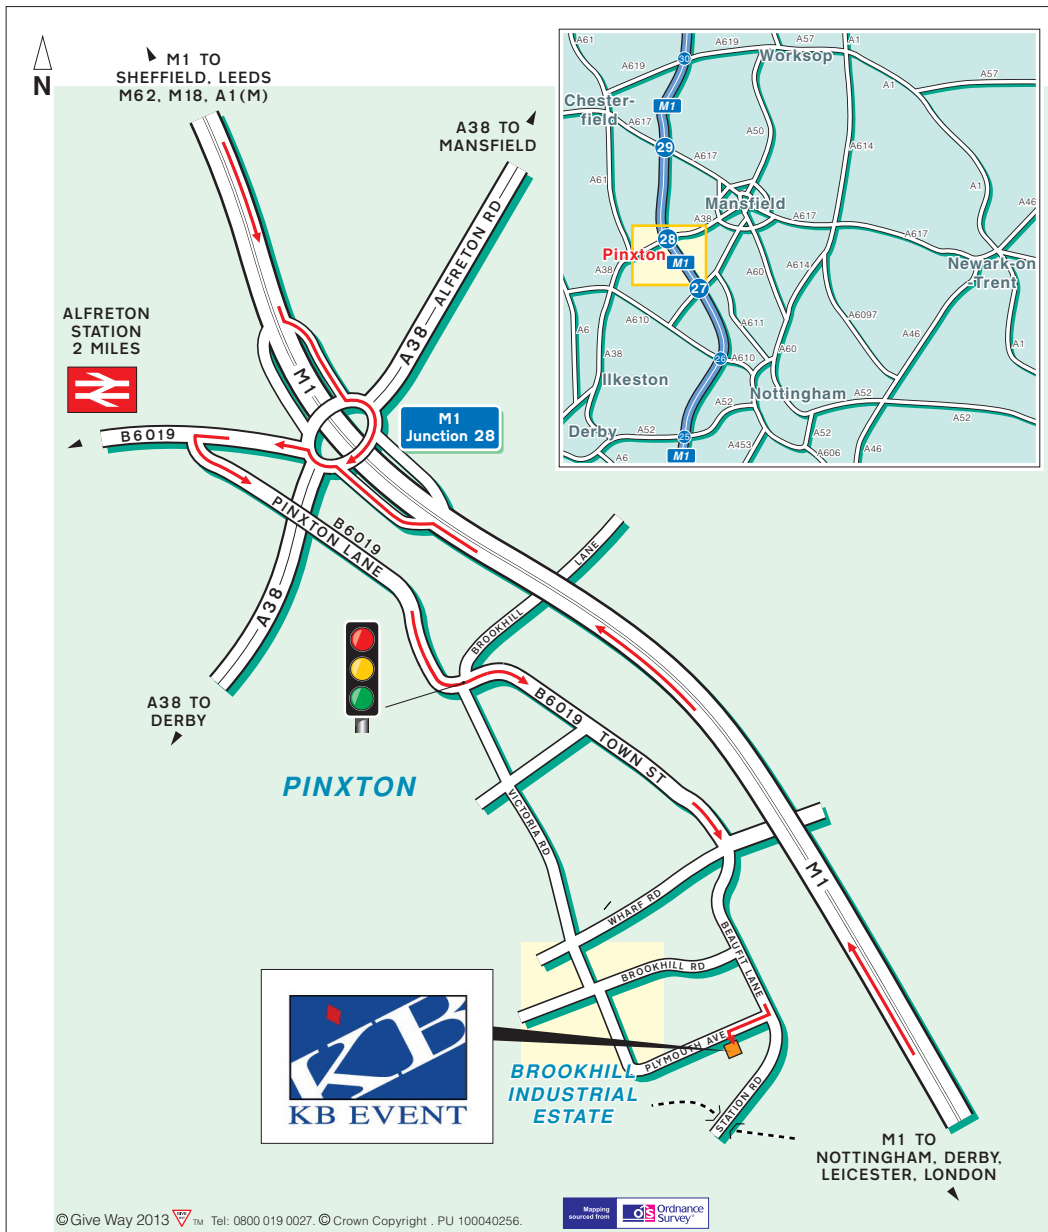 N
M1 TO
SHEFFIELD, LEEDS
M62, M18, A1(M)
A38 TO
MANSFIELD
ALFRETON RD
A38
M1
ALFRETON
STATION
2 MILES
M1
Junction 28
B6019
B6019
PINXTON LANE
A38
A38 TO
DERBY
BROOKHILL
LANE
PINXTON
B6019
TOWN ST
VICTORIA RD
WHARF RD
M1
BEAUFIT LANE
BROOKHILL RD
PLYMOUTH AVE
STATION RD
BROOKHILL
INDUSTRIAL
ESTATE
KB
KB EVENT
M1 TO
NOTTINGHAM, DERBY,
LEICESTER, LONDON
A61
A619
A57
A1
30
Worksop
A619
A57
Chester-
field
M1
A1
A617
A50
29
A614
A617
A61
A1
Mansfield
A46
A38
A617
28
A617
Pinxton
M1
Newark-on
-Trent
A38
A60
A614
27
A610
A611
A6097
A6
A46
A38
26
A610
A60
A1
Ilkeston
Nottingham
A52
A52
A52
Derby
A52
25
A52
A453
A6
M1
A606
A46
© Give Way 2013 GIVE WAY TM Tel: 0800 019 0027. © Crown Copyright . PU 100040256.
Mapping
sourced from
OS Ordnance
Survey®